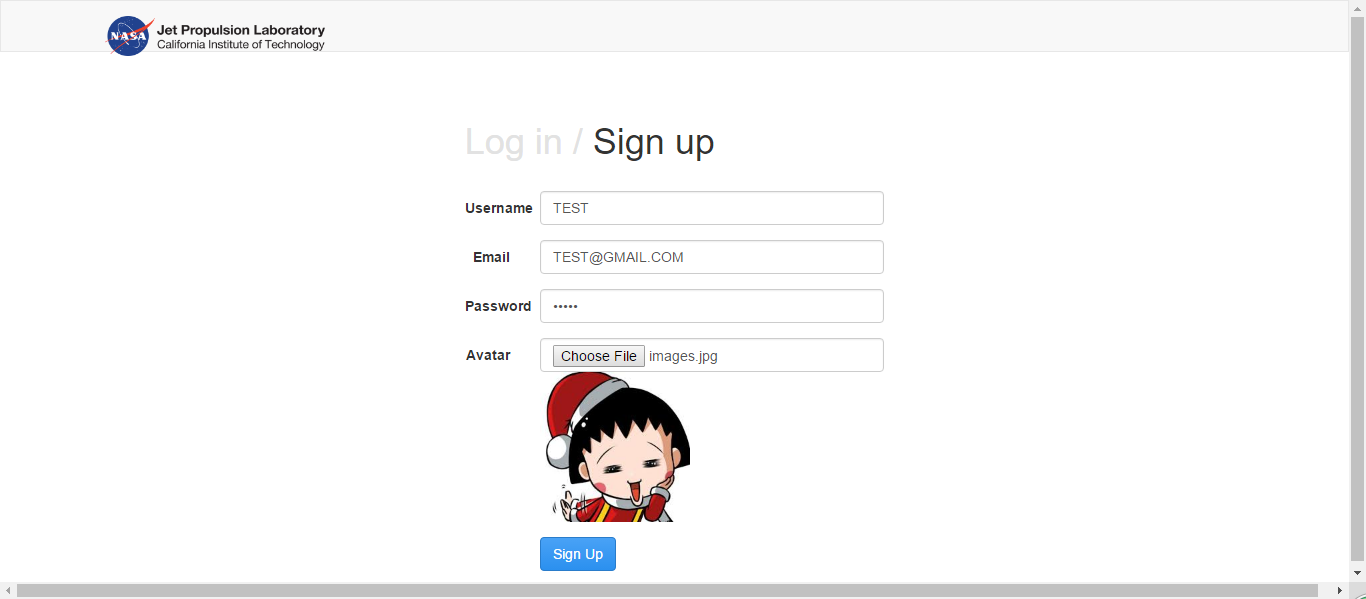 NASA
Jet Propulsion Laboratory
California Institute of Technology
Log in / Sign up
Username TEST
Email TEST@GMAIL.COM
Password •••••
Avatar Choose File images.jpg
Sign Up